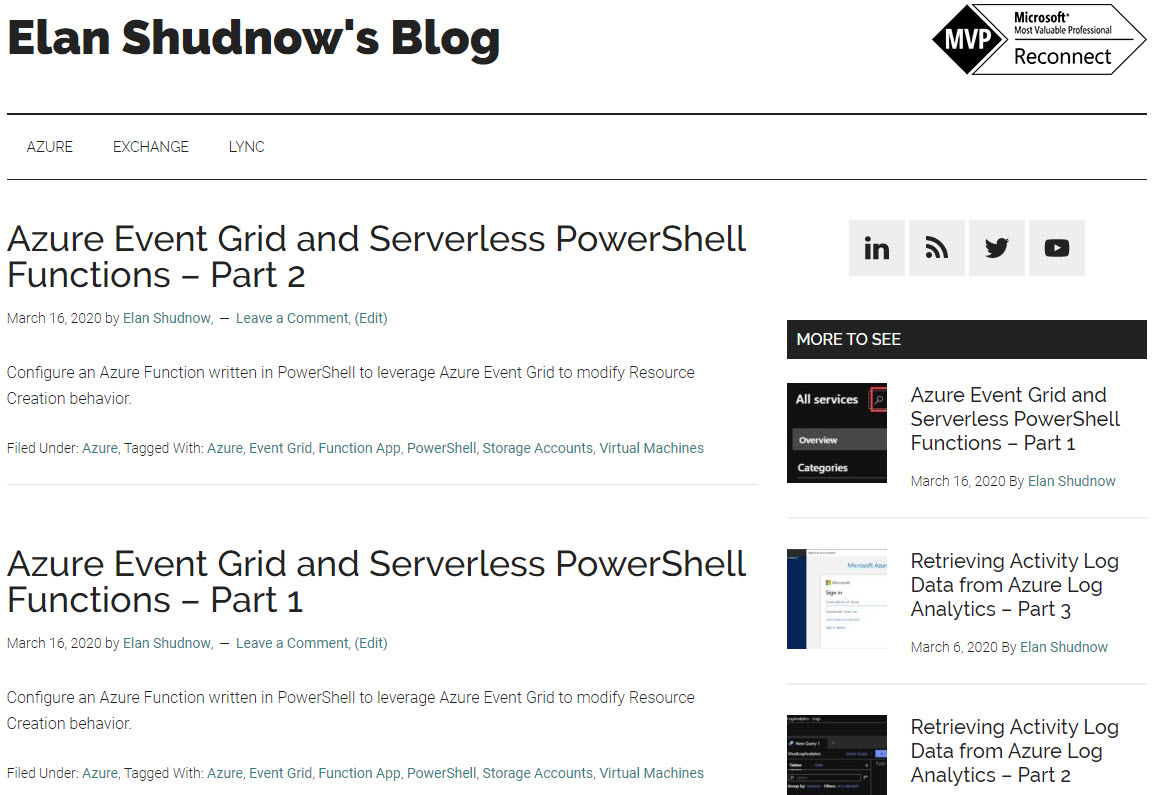 Elan Shudnow's Blog
MVP
Microsoft®
Most Valuable Professional
Reconnect
AZURE
EXCHANGE
LYNC
Azure Event Grid and Serverless PowerShell
Functions – Part 2
March 16, 2020 by Elan Shudnow, — Leave a Comment, (Edit)
Configure an Azure Function written in PowerShell to leverage Azure Event Grid to modify Resource
Creation behavior.
Filed Under: Azure, Tagged With: Azure, Event Grid, Function App, PowerShell, Storage Accounts, Virtual Machines
Azure Event Grid and Serverless PowerShell
Functions – Part 1
March 16, 2020 by Elan Shudnow, — Leave a Comment, (Edit)
Configure an Azure Function written in PowerShell to leverage Azure Event Grid to modify Resource
Creation behavior.
Filed Under: Azure, Tagged With: Azure, Event Grid, Function App, PowerShell, Storage Accounts, Virtual Machines
MORE TO SEE
All services
Overview
Categories
Azure Event Grid and
Serverless PowerShell
Functions – Part 1
March 16, 2020 By Elan Shudnow
Microsoft Azur
Microsoft
Sign in
Retrieving Activity Log
Data from Azure Log
Analytics – Part 3
March 6, 2020 By Elan Shudnow
New Query 1
Tables
Retrieving Activity Log
Data from Azure Log
Analytics – Part 2